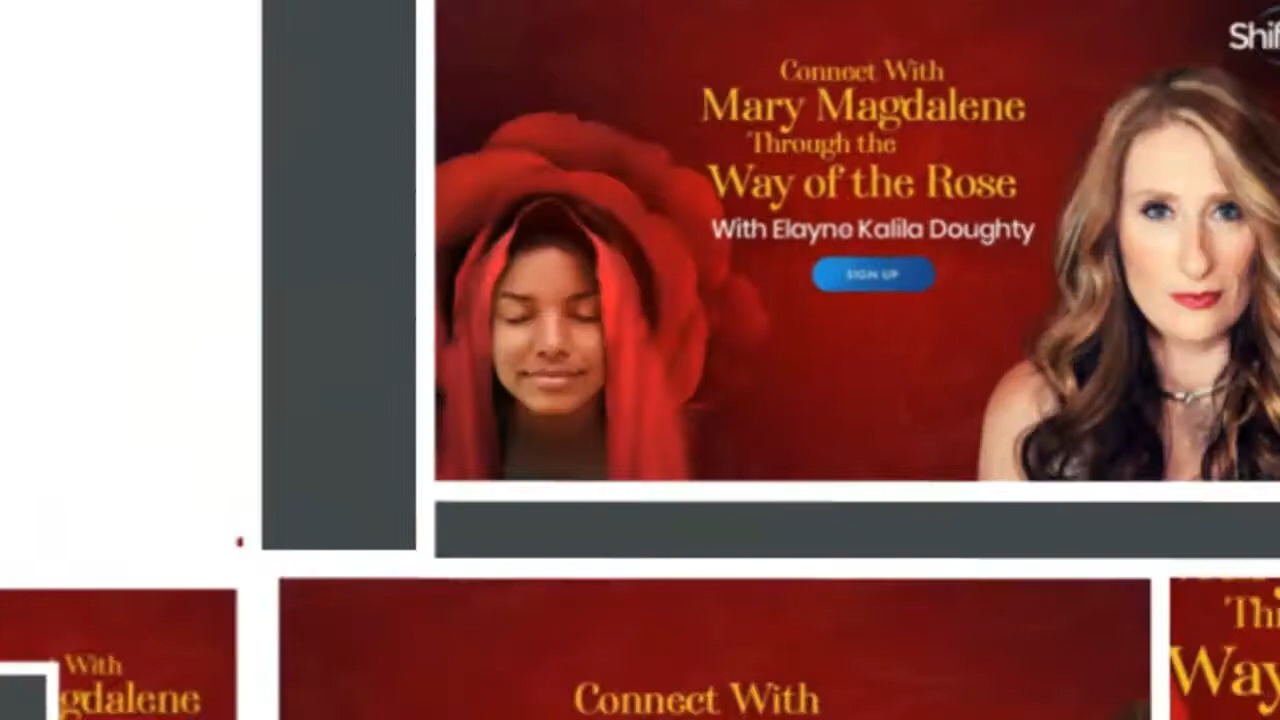 Shif
Connect With
Mary Magdalene
Through the
Way of the Rose
With Elayne Kalila Doughty
SIGN UP
With
gdalene
Connect With
Thr
Way